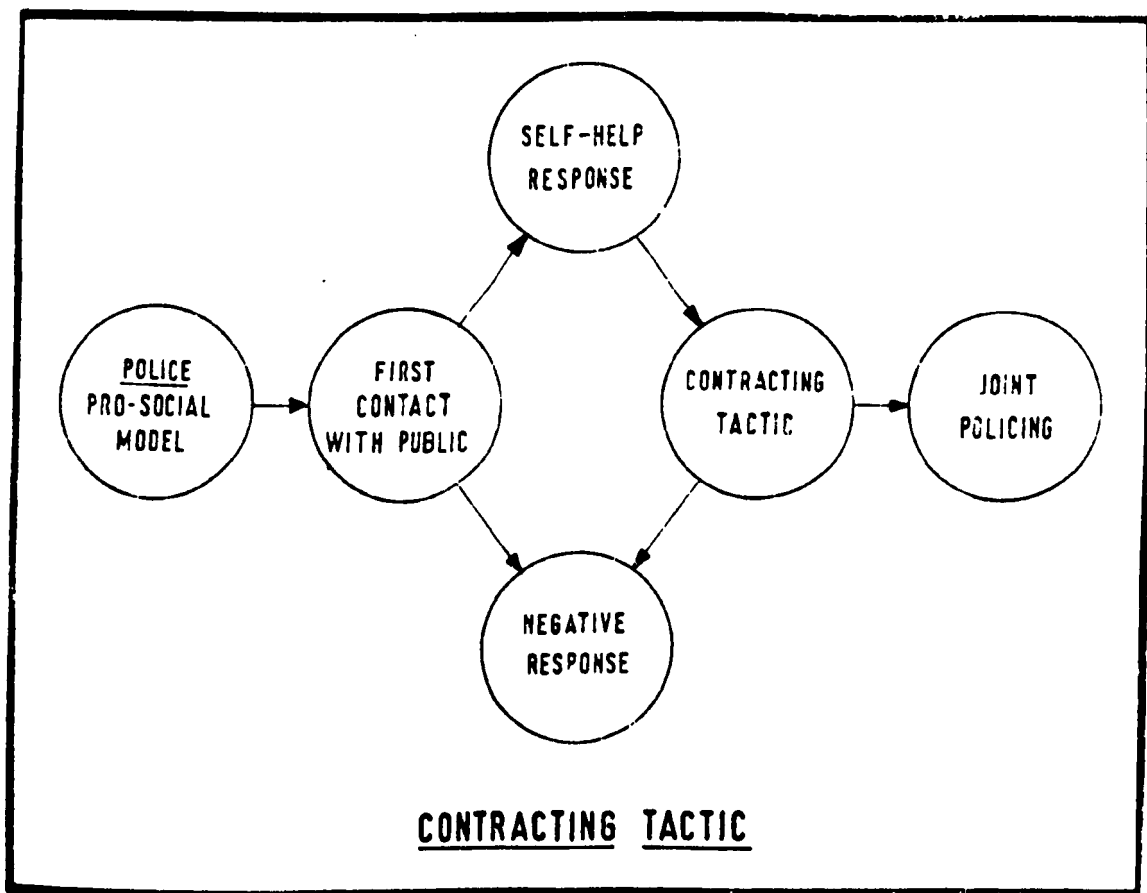 SELF-HELP
RESPONSE
POLICE
PRO-SOCIAL
MODEL
FIRST
CONTACT
WITH PUBLIC
CONTRACTING
TACTIC
JOINT
POLICING
NEGATIVE
RESPONSE
CONTRACTING TACTIC